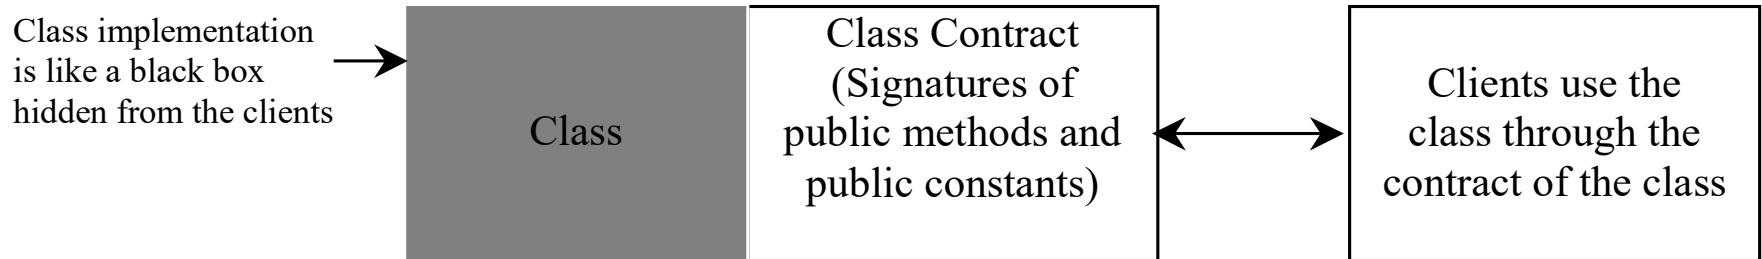 Class implementation
is like a black box
hidden from the clients
Class
Class Contract
(Signatures of
public methods and
public constants)
Clients use the
class through the
contract of the class